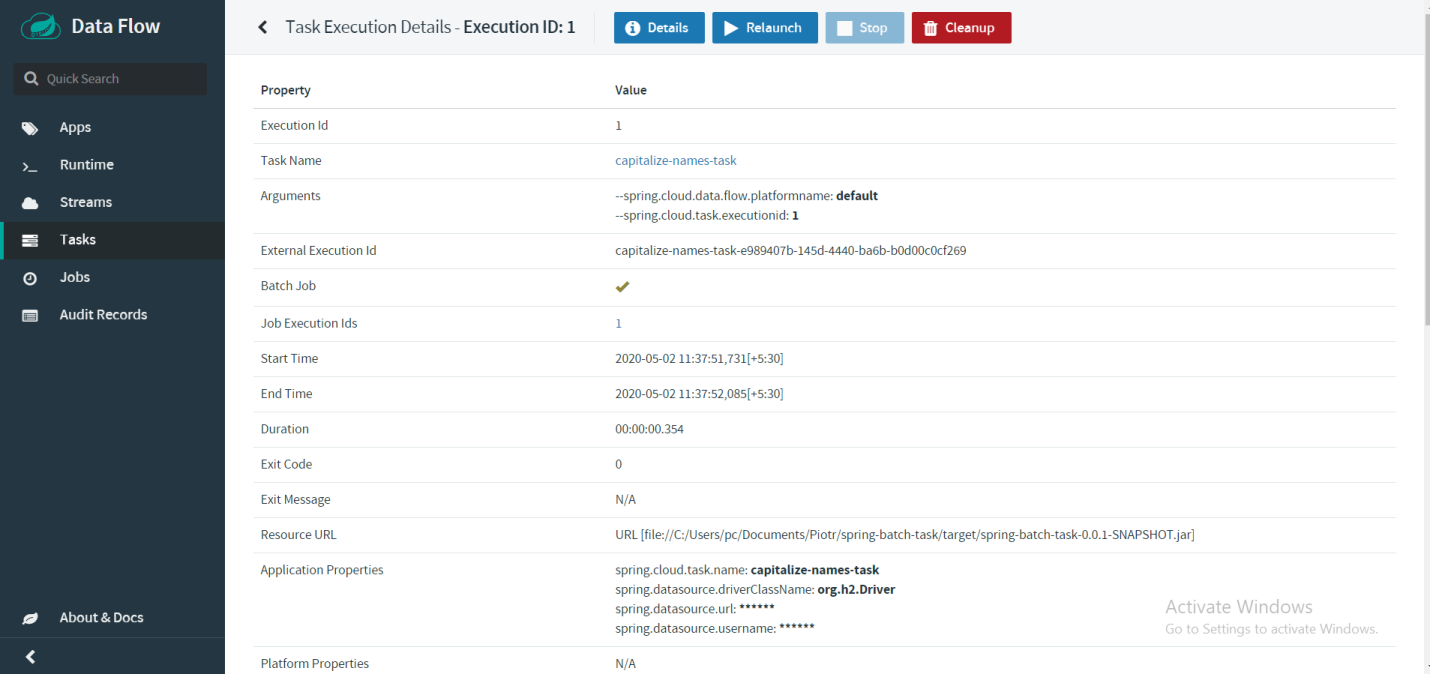 Data Flow
Quick Search
Apps
Runtime
Streams
Tasks
Jobs
Audit Records
About & Docs
Task Execution Details - Execution ID: 1
Details
Relaunch
Stop
Cleanup
Property Value
Execution Id 1
Task Name capitalize-names-task
Arguments --spring.cloud.data.flow.platformname: default
--spring.cloud.task.executionid: 1
External Execution Id capitalize-names-task-e989407b-145d-4440-ba6b-b0d00c0cf269
Batch Job
Job Execution Ids 1
Start Time 2020-05-02 11:37:51,731[+5:30]
End Time 2020-05-02 11:37:52,085[+5:30]
Duration 00:00:00.354
Exit Code 0
Exit Message N/A
Resource URL URL [file://C:/Users/pc/Documents/Piotr/spring-batch-task/target/spring-batch-task-0.0.1-SNAPSHOT.jar]
Application Properties spring.cloud.task.name: capitalize-names-task
spring.datasource.driverClassName: org.h2.Driver
spring.datasource.url: ******
spring.datasource.username: ******
Platform Properties N/A
Activate Windows
Go to Settings to activate Windows.